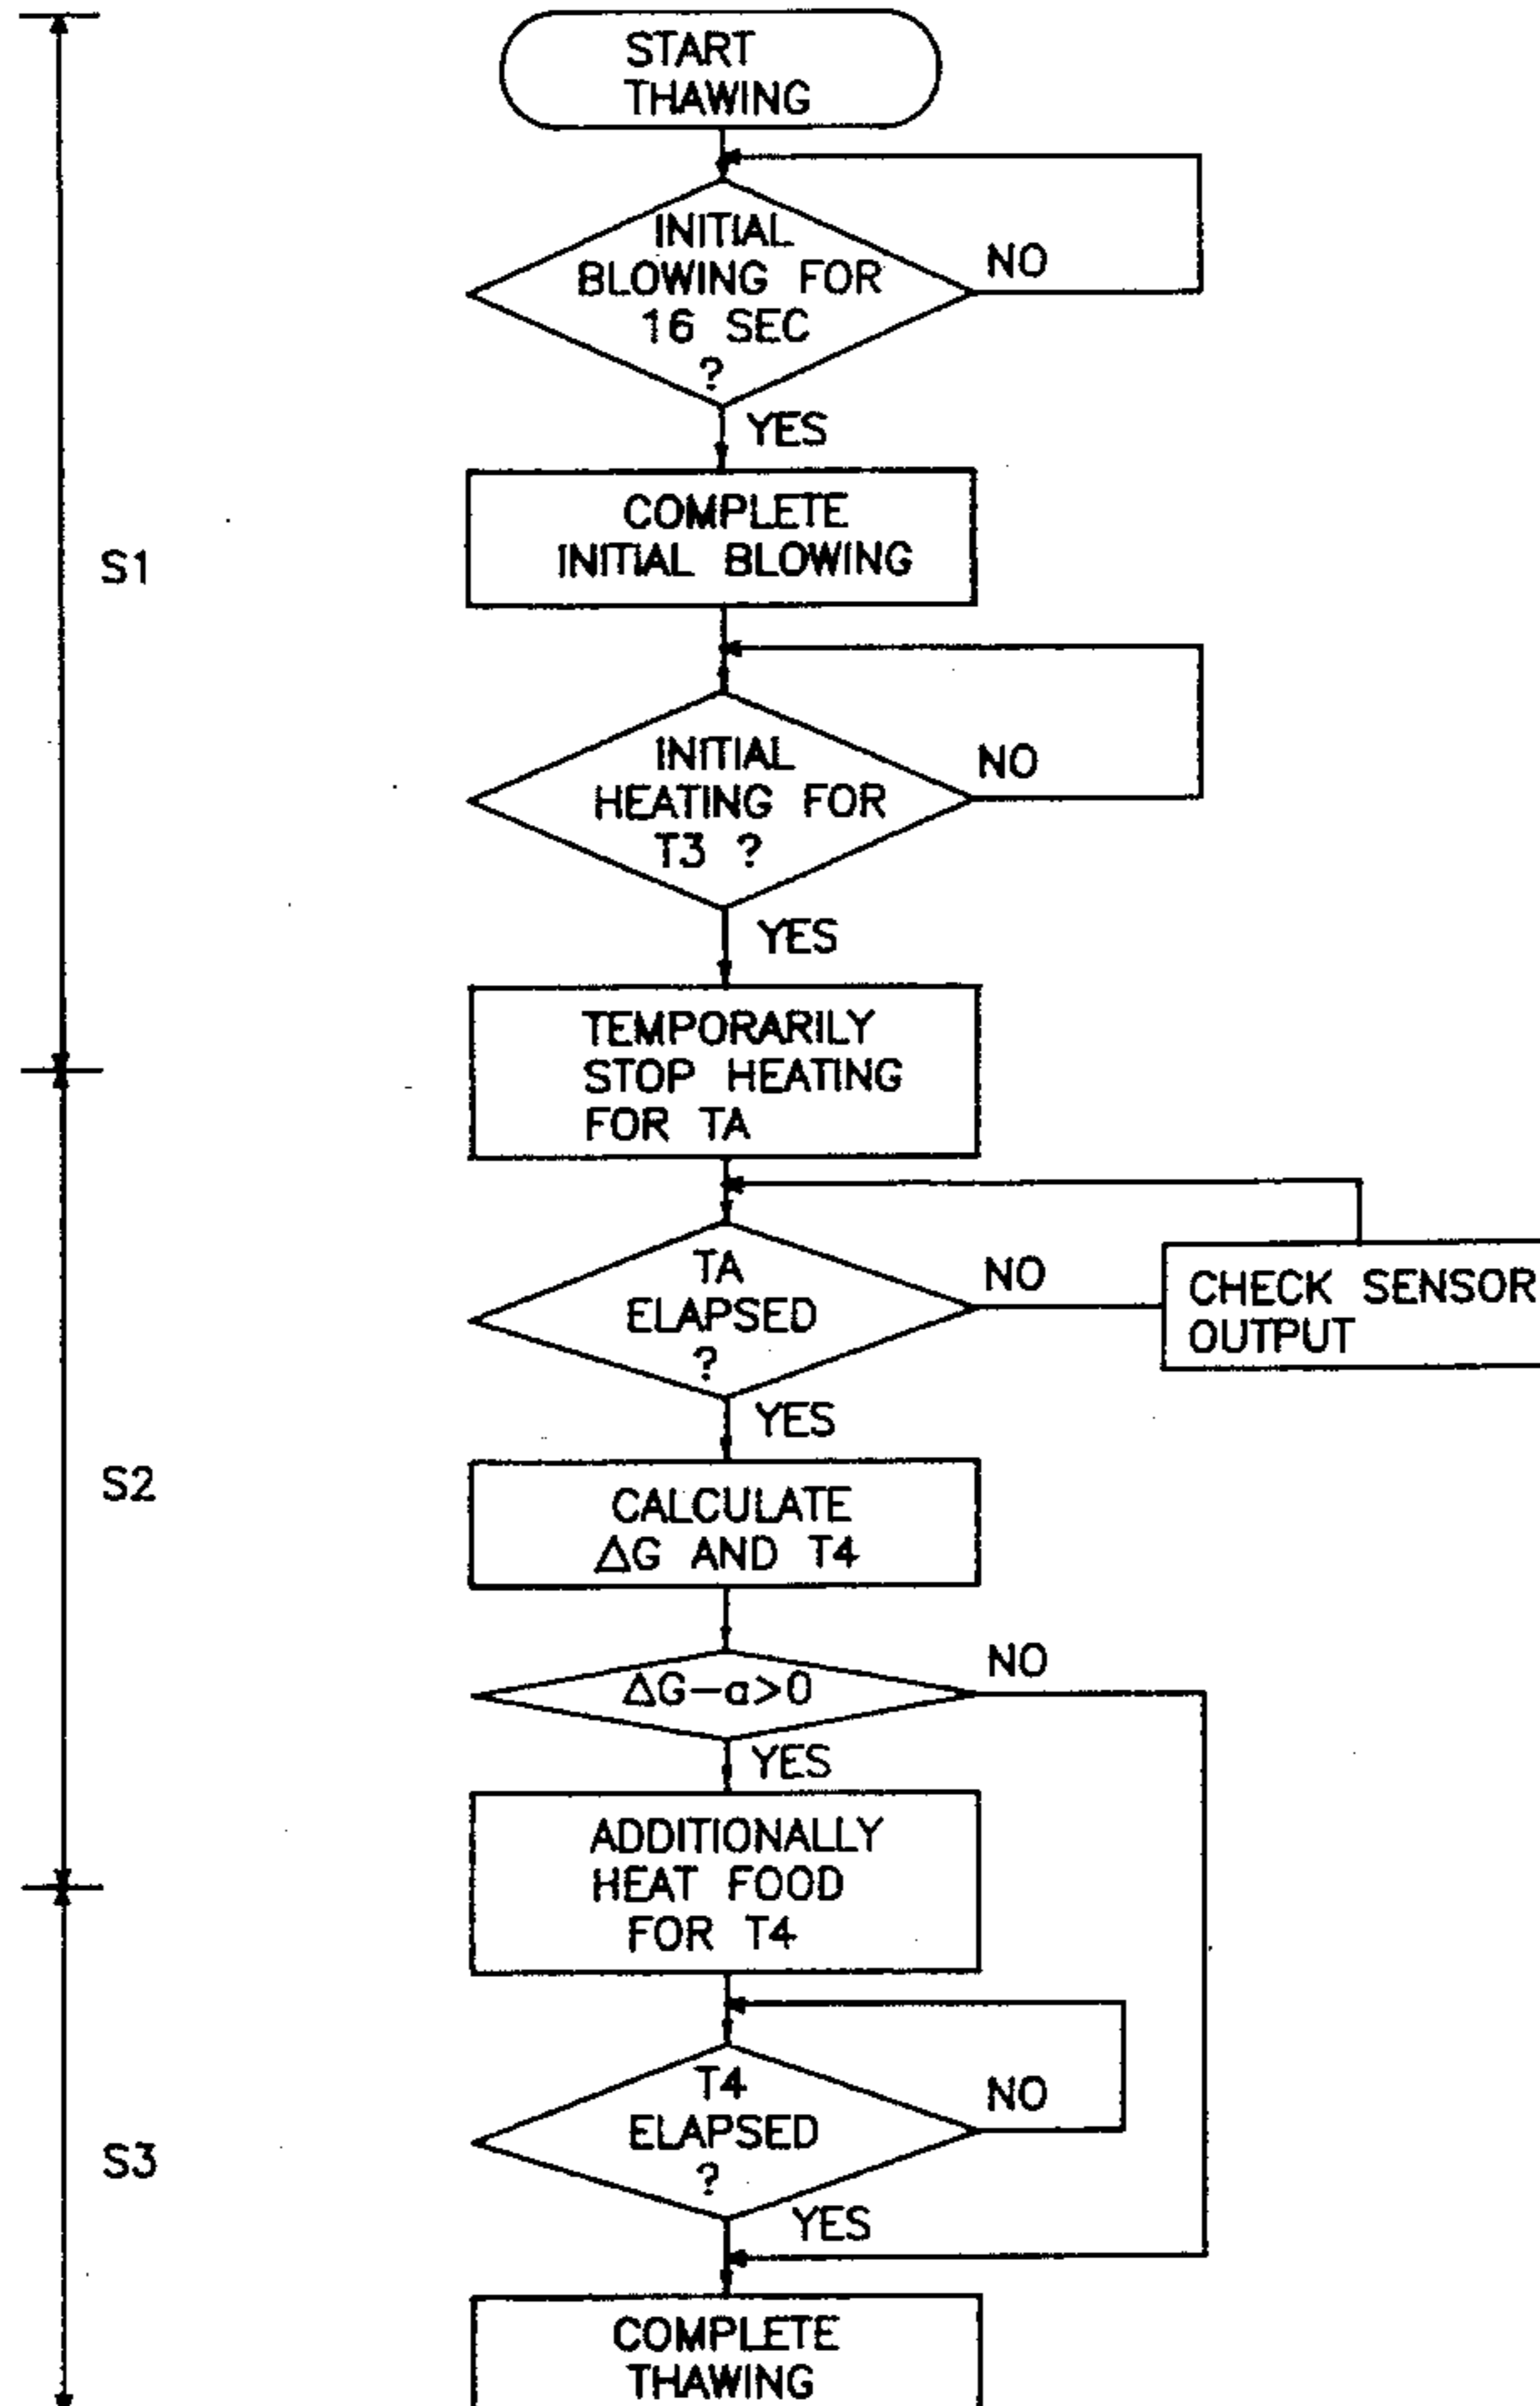 START
THAWING
INITIAL
BLOWING FOR
16 SEC
?
NO
YES
COMPLETE
INITIAL BLOWING
S1
INITIAL
HEATING FOR
T3 ?
NO
YES
TEMPORARILY
STOP HEATING
FOR TA
TA
ELAPSED
?
NO
CHECK SENSOR
OUTPUT
YES
S2
CALCULATE
ΔG AND T4
ΔG-α>0
NO
YES
ADDITIONALLY
HEAT FOOD
FOR T4
T4
ELAPSED
?
NO
S3
YES
COMPLETE
THAWING